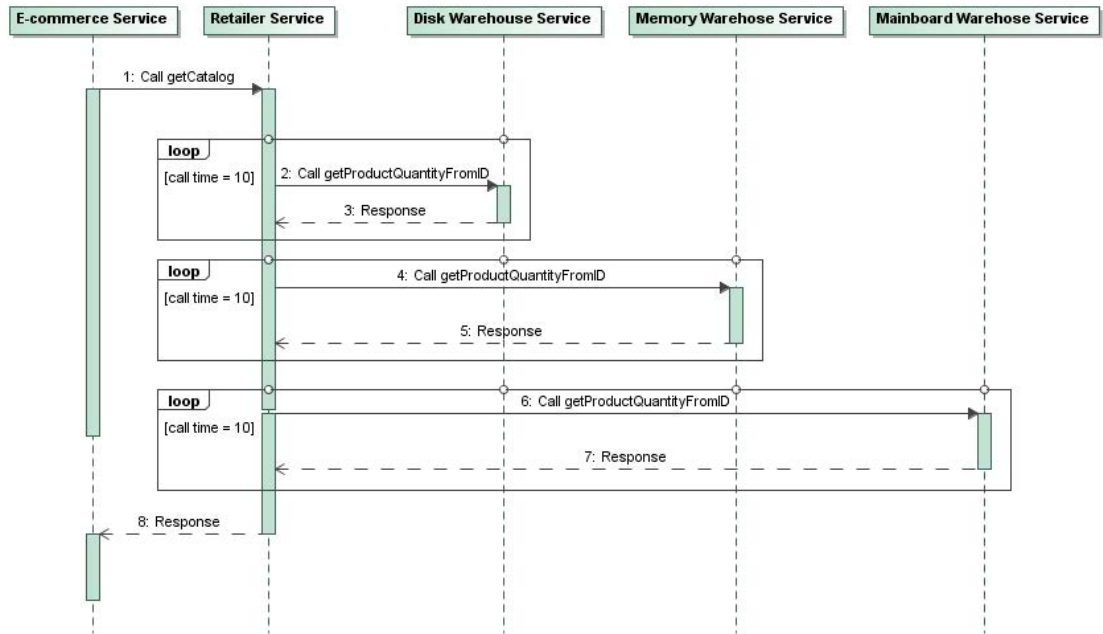 E-commerce Service
Retailer Service
Disk Warehouse Service
Memory Warehose Service
Mainboard Warehose Service
1: Call getCatalog
loop
[call time = 10]
2: Call getProductQuantityFromID
3: Response
loop
[call time = 10]
4: Call getProductQuantityFromID
5: Response
loop
[call time = 10]
6: Call getProductQuantityFromID
7: Response
8: Response